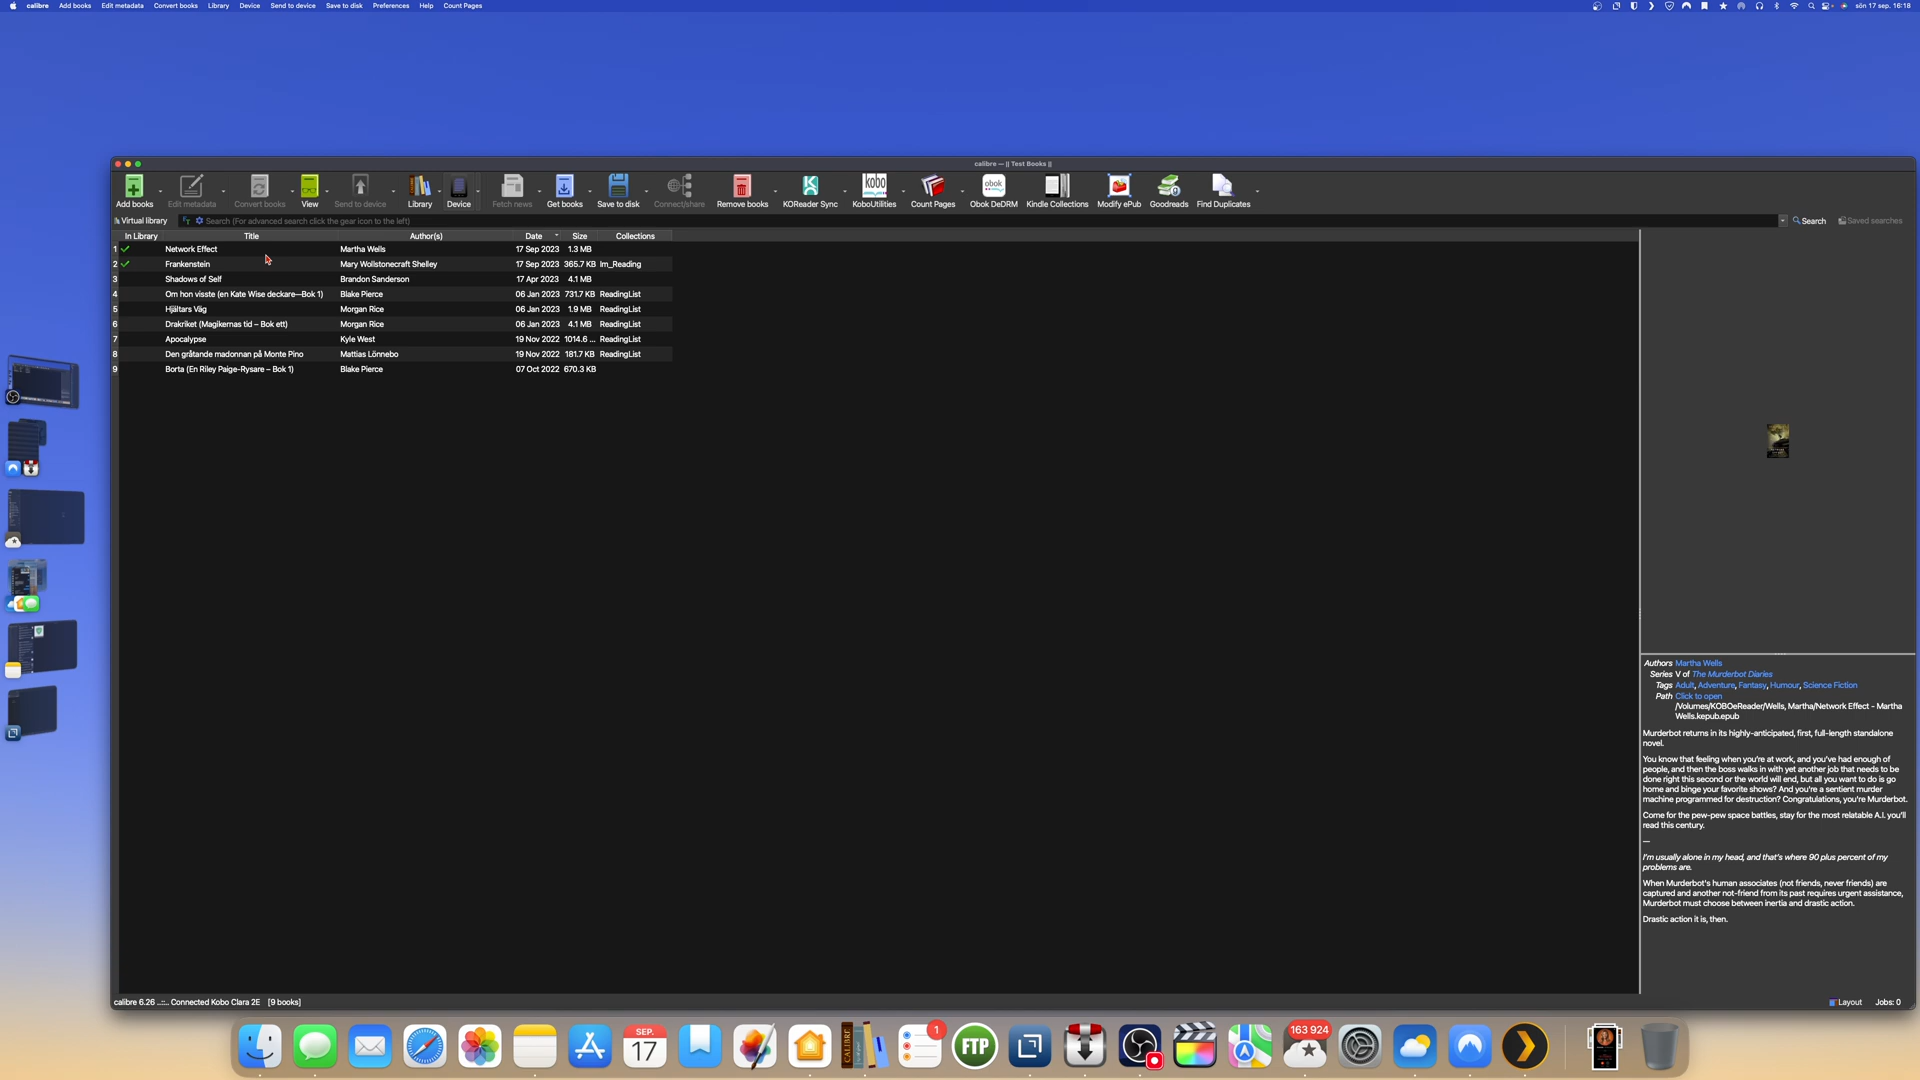 calibre Add books Edit metadata Convert books Library Device Send to device Save to disk Preferences Help Count Pages sön 17 sep. 16:18
calibre — || Test Books ||
Add books Edit metadata Convert books View Send to device Library Device Fetch news Get books Save to disk Connect/share Remove books KOReader Sync KoboUtilities Count Pages Obok DeDRM Kindle Collections Modify ePub Goodreads Find Duplicates
Virtual library Search (For advanced search click the gear icon to the left) Search Saved searches
In Library Title Author(s) Date Size Collections
1 Network Effect Martha Wells 17 Sep 2023 1.3 MB
2 Frankenstein Mary Wollstonecraft Shelley 17 Sep 2023 365.7 KB Im_Reading
3 Shadows of Self Brandon Sanderson 17 Apr 2023 4.1 MB
4 Om hon visste (en Kate Wise deckare—Bok 1) Blake Pierce 06 Jan 2023 731.7 KB ReadingList
5 Hjältars Väg Morgan Rice 06 Jan 2023 1.9 MB ReadingList
6 Drakriket (Magikernas tid – Bok ett) Morgan Rice 06 Jan 2023 4.1 MB ReadingList
7 Apocalypse Kyle West 19 Nov 2022 1014.6 ... ReadingList
8 Den gråtande madonnan på Monte Pino Mattias Lönnebo 19 Nov 2022 181.7 KB ReadingList
9 Borta (En Riley Paige-Rysare – Bok 1) Blake Pierce 07 Oct 2022 670.3 KB
Authors Martha Wells
Series V of The Murderbot Diaries
Tags Adult, Adventure, Fantasy, Humour, Science Fiction
Path Click to open
/Volumes/KOBOeReader/Wells, Martha/Network Effect - Martha
Wells.kepub.epub
Murderbot returns in its highly-anticipated, first, full-length standalone
novel.
You know that feeling when you're at work, and you've had enough of
people, and then the boss walks in with yet another job that needs to be
done right this second or the world will end, but all you want to do is go
home and binge your favorite shows? And you're a sentient murder
machine programmed for destruction? Congratulations, you're Murderbot.
Come for the pew-pew space battles, stay for the most relatable A.I. you'll
read this century.
—
I'm usually alone in my head, and that's where 90 plus percent of my
problems are.
When Murderbot's human associates (not friends, never friends) are
captured and another not-friend from its past requires urgent assistance,
Murderbot must choose between inertia and drastic action.
Drastic action it is, then.
calibre 6.26 ..::.. Connected Kobo Clara 2E [9 books] Layout Jobs: 0
SEP.
17
CALIBRE
1
FTP
163 924